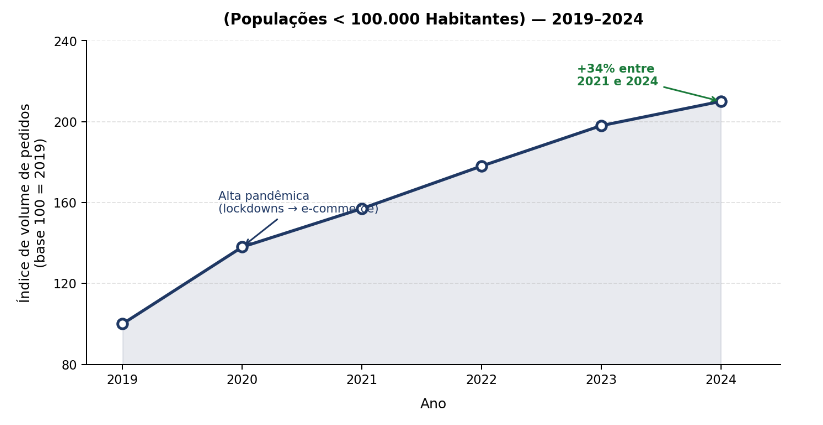 (Populações < 100.000 Habitantes) — 2019–2024
Índice de volume de pedidos
(base 100 = 2019)
240
200
160
120
80
+34% entre
2021 e 2024
Alta pandêmica
(lockdowns → e-commerce)
2019 2020 2021 2022 2023 2024
Ano